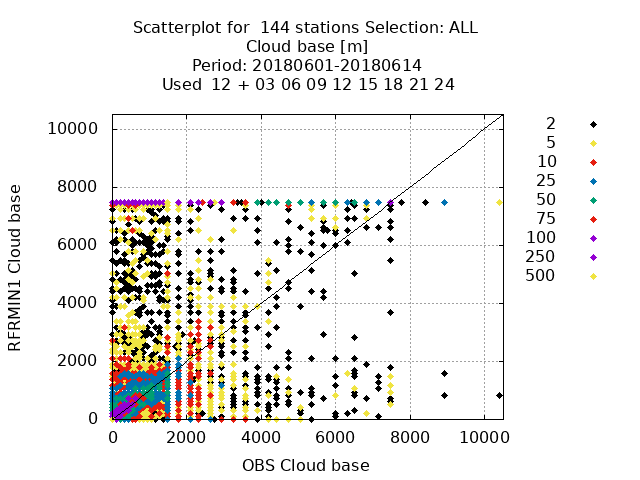 Scatterplot for  144 stations Selection: ALL
Cloud base [m]
Period: 20180601-20180614
Used  12 + 03 06 09 12 15 18 21 24
RFRMIN1 Cloud base
10000
8000
6000
4000
2000
0
0 2000 4000 6000 8000 10000
OBS Cloud base
2
5
10
25
50
75
100
250
500